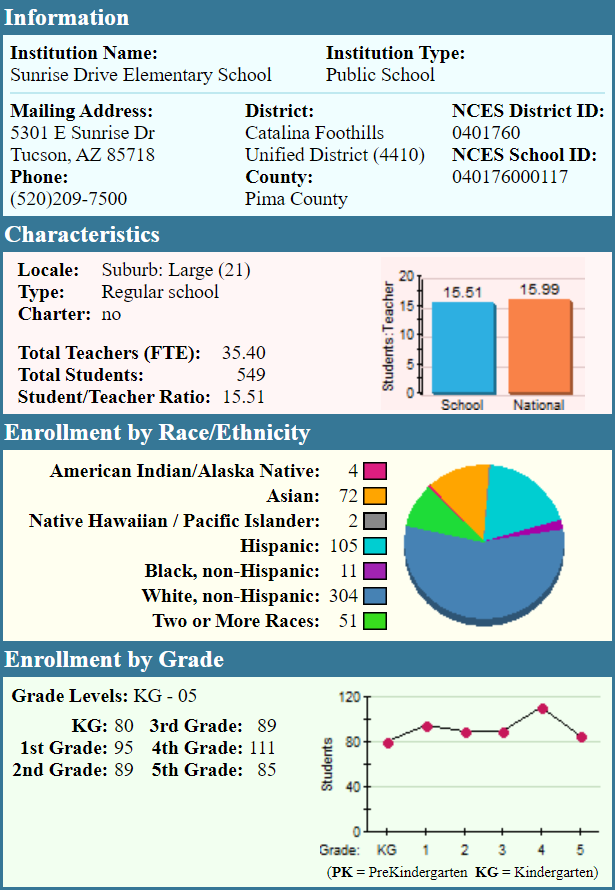 Information
Institution Name: Institution Type:
Sunrise Drive Elementary School Public School
Mailing Address: District: NCES District ID:
5301 E Sunrise Dr Catalina Foothills 0401760
Tucson, AZ 85718 Unified District (4410) NCES School ID:
Phone: County: 040176000117
(520)209-7500 Pima County
Characteristics
Locale: Suburb: Large (21)
Type: Regular school
Charter: no
Total Teachers (FTE): 35.40
Total Students: 549
Student/Teacher Ratio: 15.51
Students:Teacher
20
15
10
5
0
15.51 15.99
School National
Enrollment by Race/Ethnicity
American Indian/Alaska Native: 4
Asian: 72
Native Hawaiian / Pacific Islander: 2
Hispanic: 105
Black, non-Hispanic: 11
White, non-Hispanic: 304
Two or More Races: 51
Enrollment by Grade
Grade Levels: KG - 05
KG: 80 3rd Grade: 89
1st Grade: 95 4th Grade: 111
2nd Grade: 89 5th Grade: 85
Students
120
80
40
0
Grade: KG 1 2 3 4 5
(PK = PreKindergarten KG = Kindergarten)